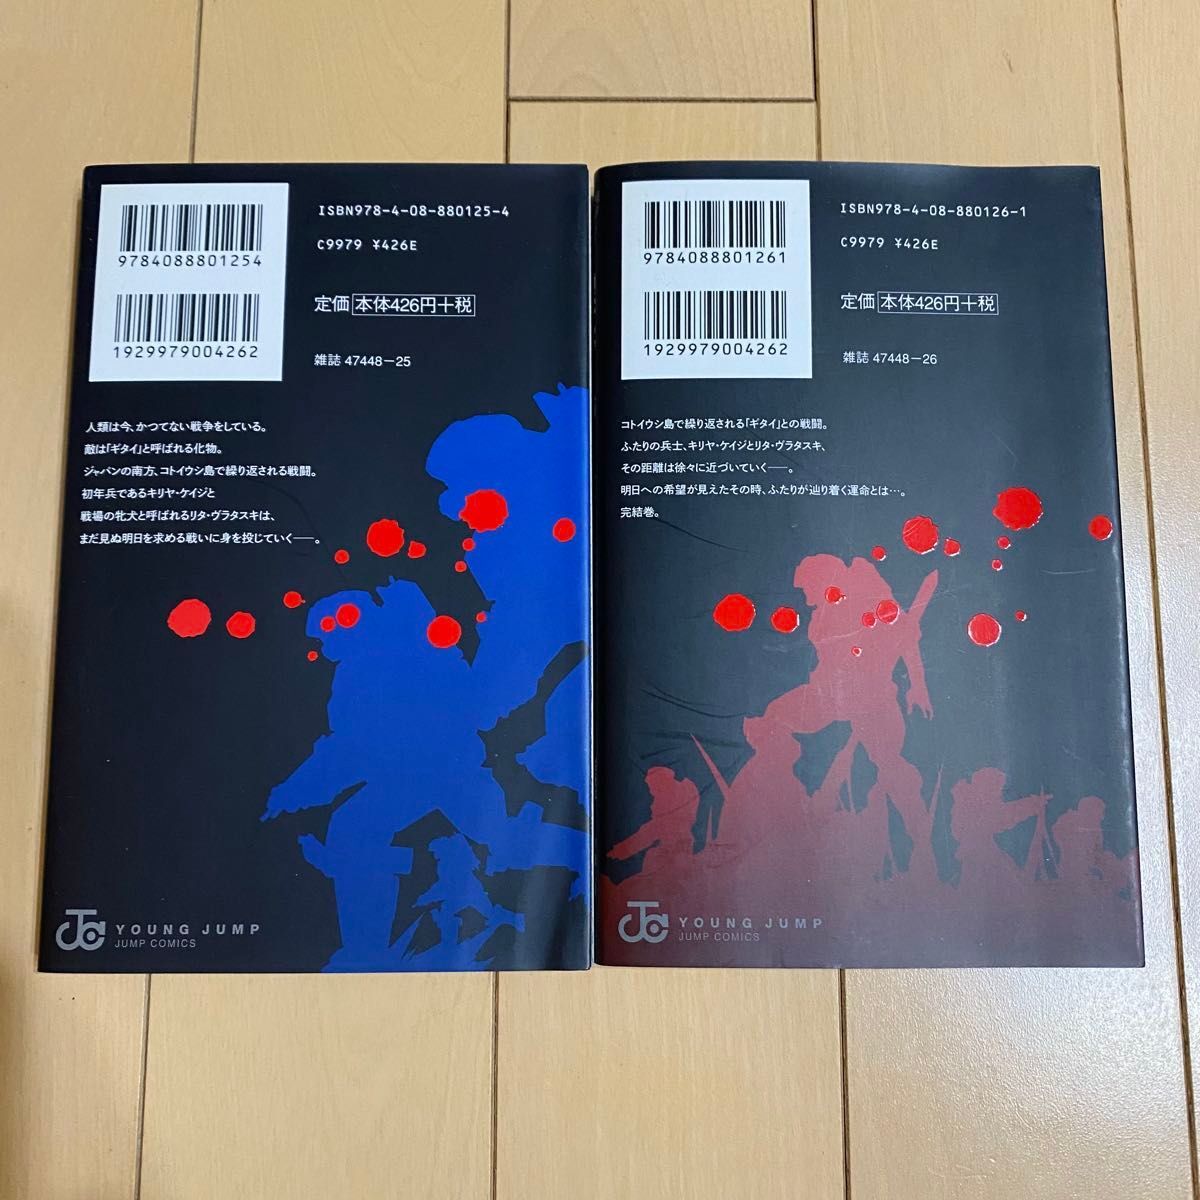 ISBN978-4-08-880125-4
C9979 ¥426E
9784088801254
1929979004262
定価 本体426円＋税
雑誌 47448－25
人類は今、かつてない戦争をしている。
敵は「ギタイ」と呼ばれる化物。
ジャパンの南方、コトイウシ島で繰り返される戦闘。
初年兵であるキリヤ・ケイジと
戦場の牝犬と呼ばれるリタ・ヴラタスキは、
まだ見ぬ明日を求める戦いに身を投じていく──。
YOUNG JUMP
JUMP COMICS
ISBN978-4-08-880126-1
C9979 ¥426E
9784088801261
1929979004262
定価 本体426円＋税
雑誌 47448－26
コトイウシ島で繰り返される「ギタイ」との戦闘。
ふたりの兵士、キリヤ・ケイジとリタ・ヴラタスキ、
その距離は徐々に近づいていく──。
明日への希望が見えたその時、ふたりが辿り着く運命とは…。
完結巻。
YOUNG JUMP
JUMP COMICS